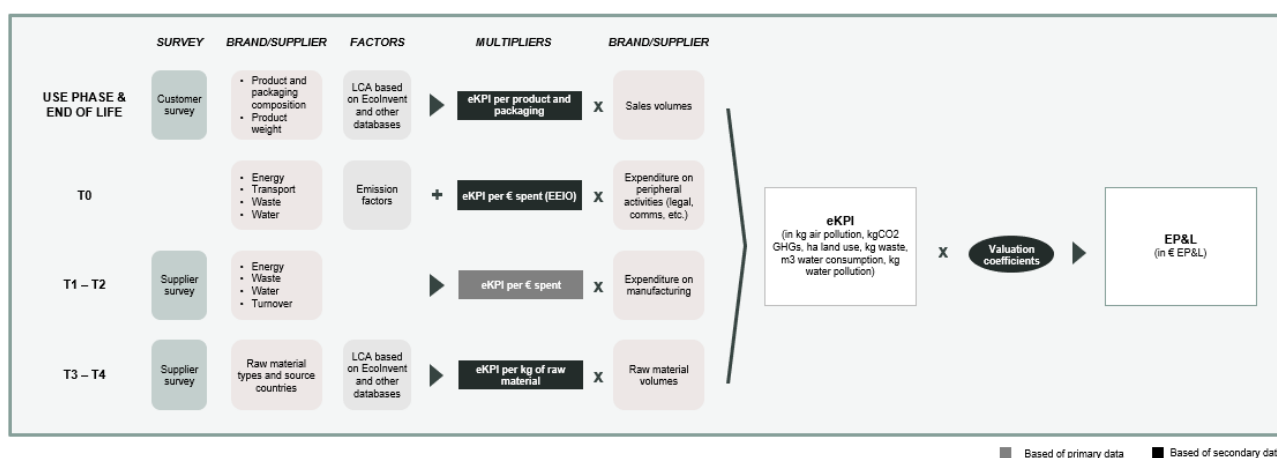 SURVEY BRAND/SUPPLIER FACTORS MULTIPLIERS BRAND/SUPPLIER
USE PHASE &
END OF LIFE
Customer
survey
• Product and
packaging
composition
• Product
weight
LCA based
on EcoInvent
and other
databases
eKPI per product and
packaging
x
Sales volumes
T0
• Energy
• Transport
• Waste
• Water
Emission
factors
+
eKPI per € spent (EEIO)
x
Expenditure on
peripheral
activities (legal,
comms, etc.)
T1 – T2
Supplier
survey
• Energy
• Waste
• Water
• Turnover
eKPI per € spent
x
Expenditure on
manufacturing
T3 – T4
Supplier
survey
Raw material
types and source
countries
LCA based
on EcoInvent
and other
databases
eKPI per kg of raw
material
x
Raw material
volumes
eKPI
(in kg air pollution, kgCO2
GHGs, ha land use, kg waste,
m3 water consumption, kg
water pollution)
x
Valuation
coefficients
EP&L
(in € EP&L)
Based of primary data
Based of secondary dat